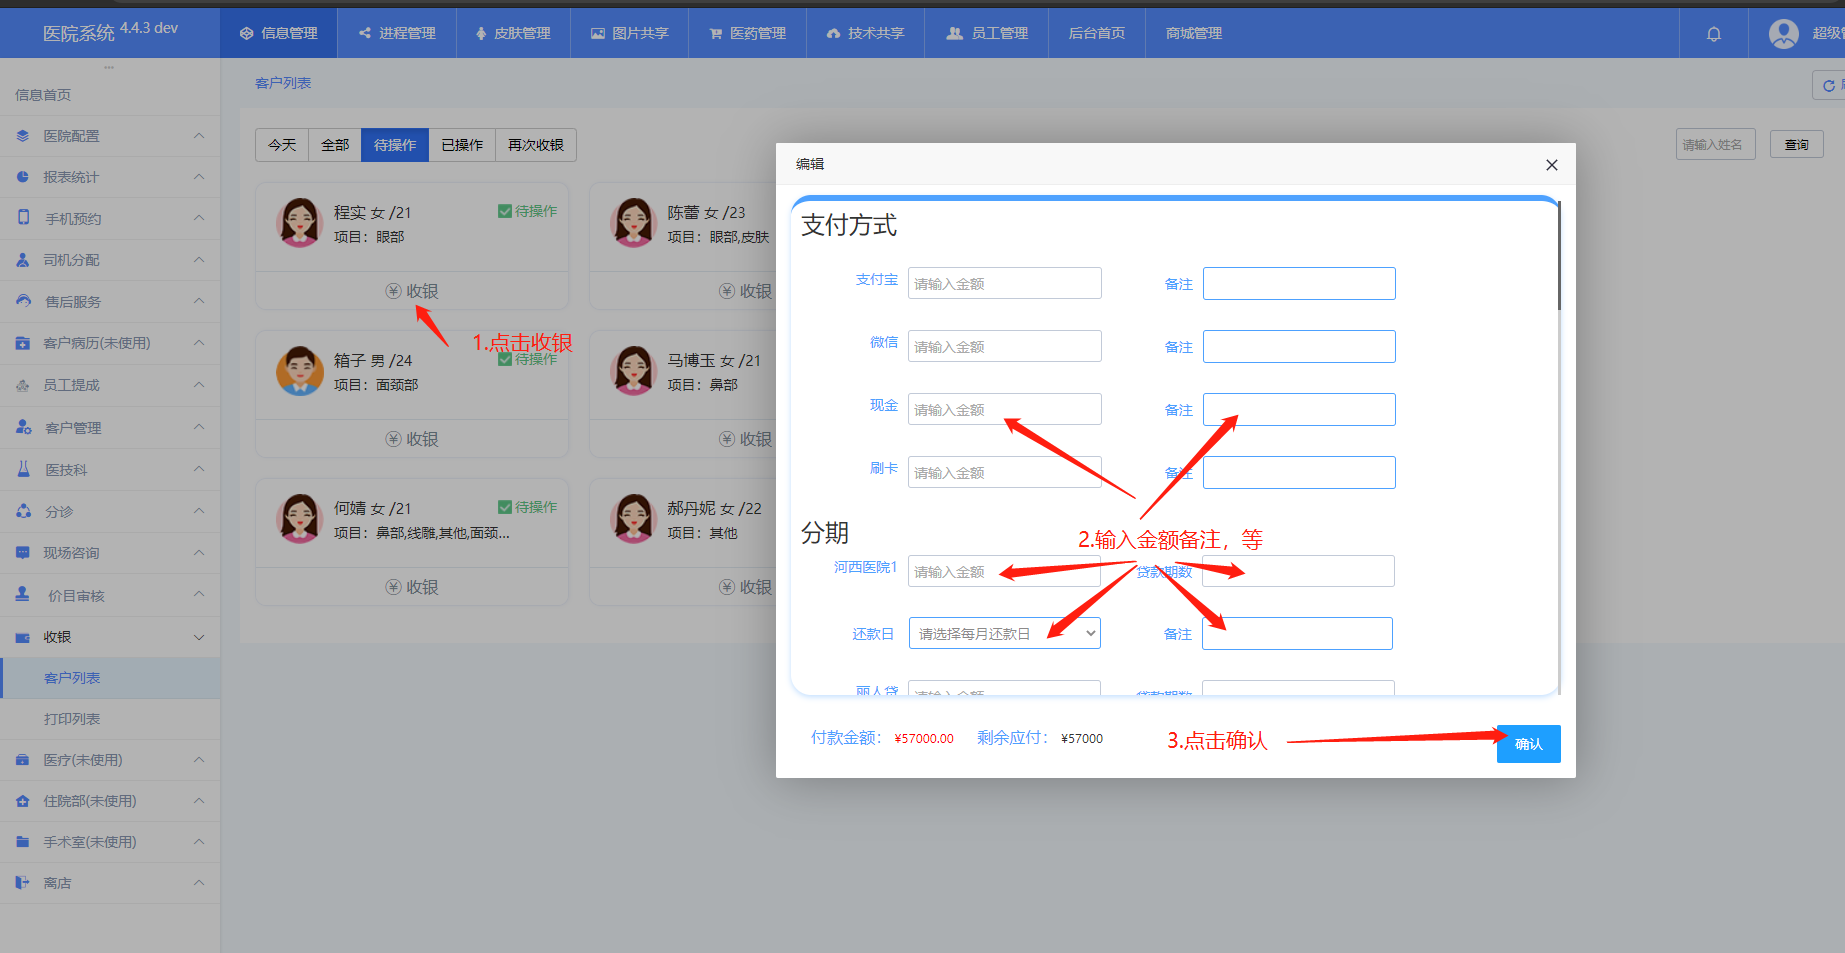 医院系统 4.4.3 dev
信息管理
进程管理
皮肤管理
图片共享
医药管理
技术共享
员工管理
后台首页
商城管理
超级
信息首页
医院配置
报表统计
手机预约
司机分配
售后服务
客户病历(未使用)
员工提成
客户管理
医技科
分诊
现场咨询
价目审核
收银
客户列表
打印列表
医疗(未使用)
住院部(未使用)
手术室(未使用)
离店
客户列表
今天
全部
待操作
已操作
再次收银
请输入姓名
查询
程实 女 /21
待操作
项目：眼部
收银
陈蕾 女 /23
项目：眼部,皮肤
收银
1.点击收银
箱子 男 /24
待操作
项目：面颈部
收银
马博玉 女 /21
项目：鼻部
收银
何婧 女 /21
待操作
项目：鼻部,线雕,其他,面颈...
收银
郝丹妮 女 /22
项目：其他
收银
编辑
支付方式
支付宝
请输入金额
备注
微信
请输入金额
备注
现金
请输入金额
备注
刷卡
请输入金额
备注
2.输入金额备注，等
分期
河西医院1
请输入金额
贷款期数
还款日
请选择每月还款日
备注
丽人贷
请输入金额
贷款期数
付款金额：
¥57000.00
剩余应付：
¥57000
3.点击确认
确认